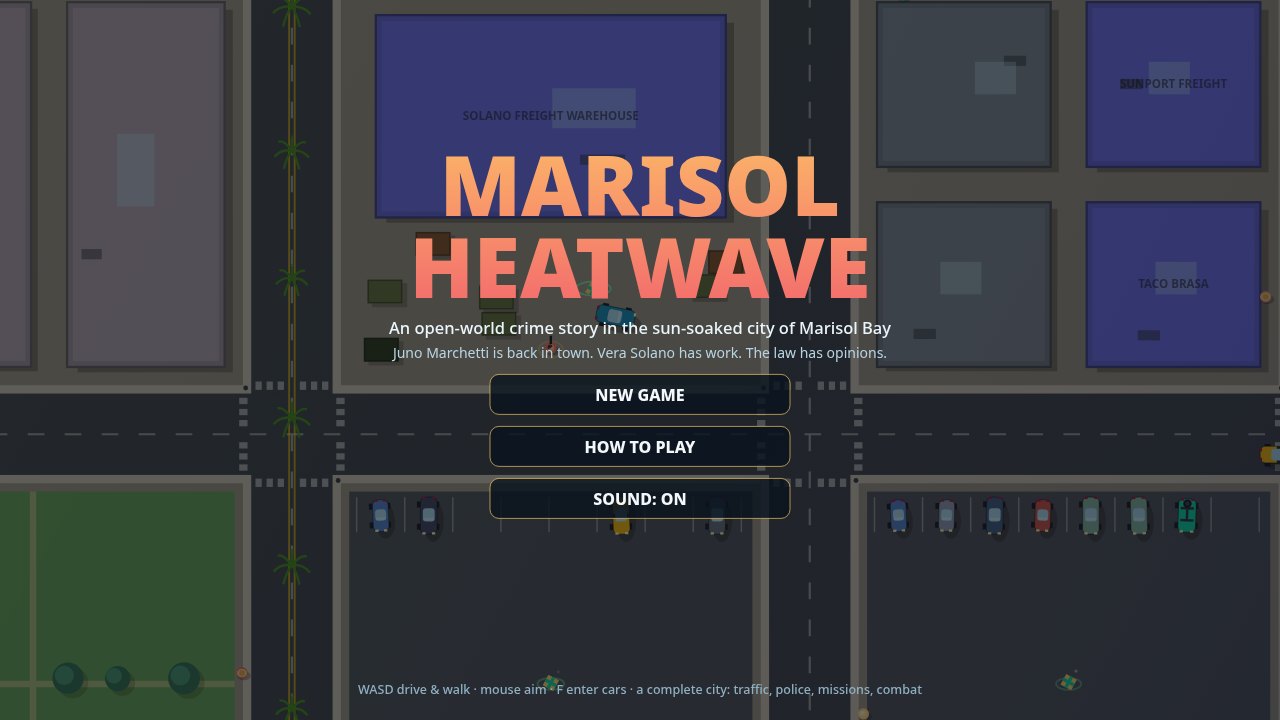 SOLANO FREIGHT WAREHOUSE
SUNPORT FREIGHT
TACO BRASA
MARISOL
HEATWAVE
An open-world crime story in the sun-soaked city of Marisol Bay
Juno Marchetti is back in town. Vera Solano has work. The law has opinions.
NEW GAME
HOW TO PLAY
SOUND: ON
WASD drive & walk · mouse aim · F enter cars · a complete city: traffic, police, missions, combat